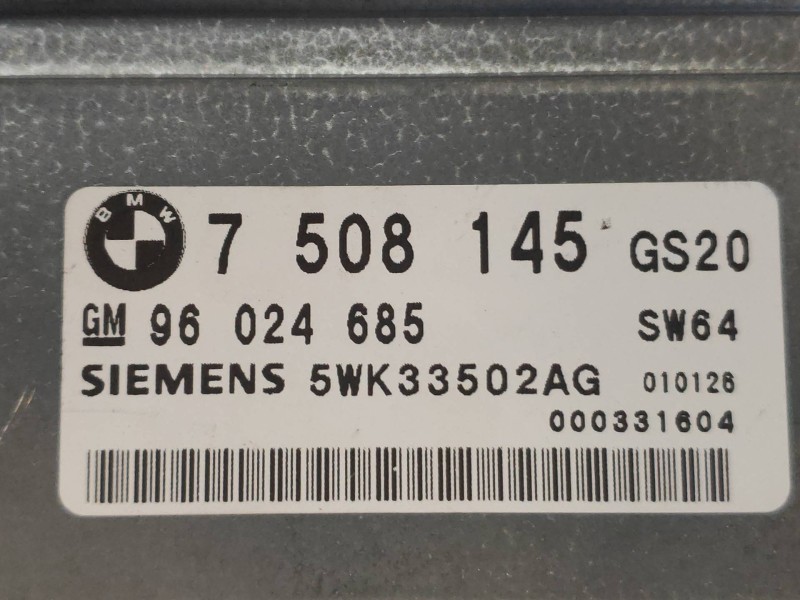 BMW 7 508 145 GS20
GM 96 024 685 SW64
SIEMENS 5WK33502AG 010126
000331604